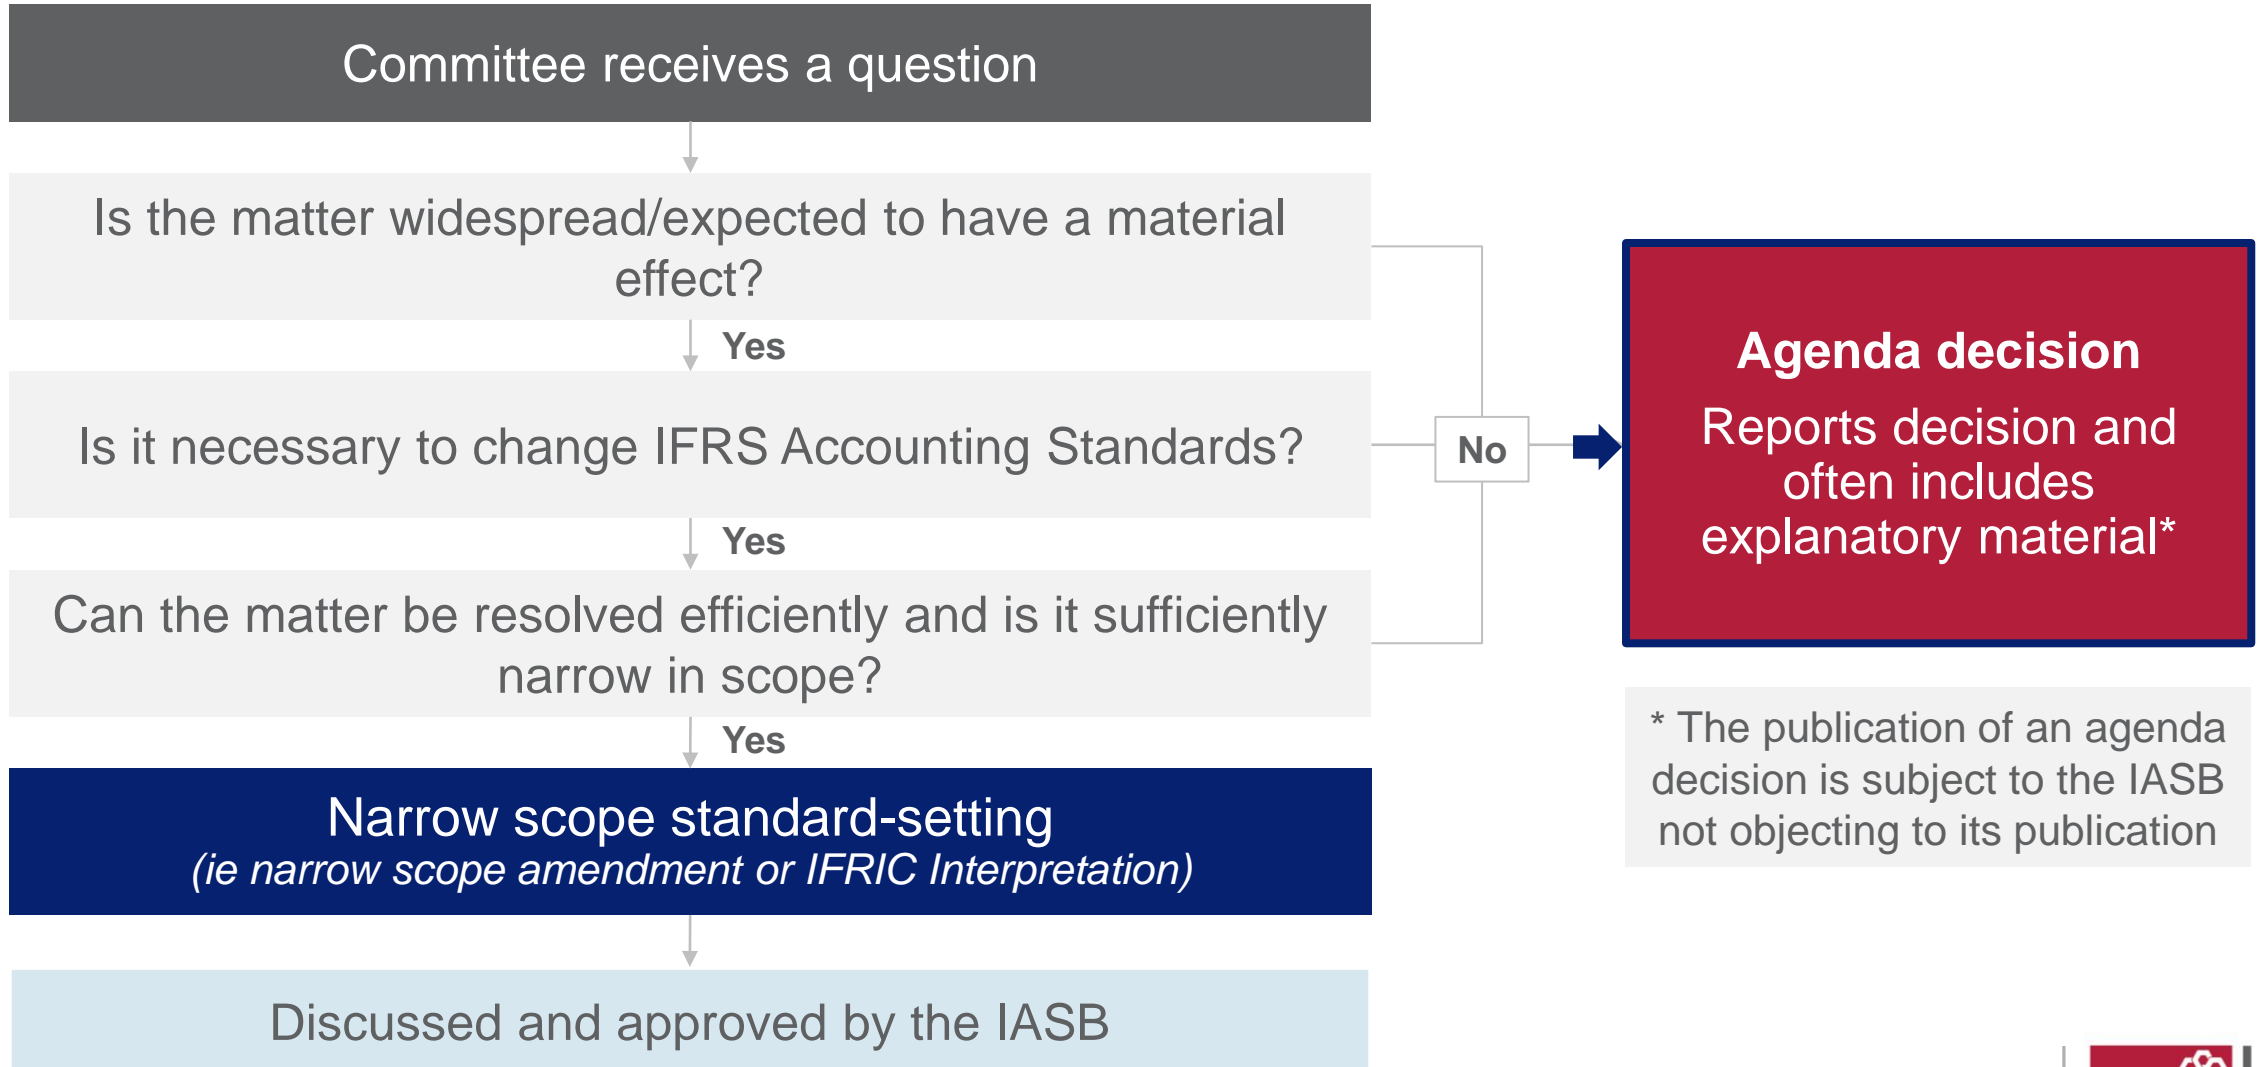 Committee receives a question
Is the matter widespread/expected to have a material
effect?
Yes
Is it necessary to change IFRS Accounting Standards?
Yes
Can the matter be resolved efficiently and is it sufficiently
narrow in scope?
Yes
Narrow scope standard-setting
(ie narrow scope amendment or IFRIC Interpretation)
Discussed and approved by the IASB
No
Agenda decision
Reports decision and
often includes
explanatory material*
* The publication of an agenda
decision is subject to the IASB
not objecting to its publication